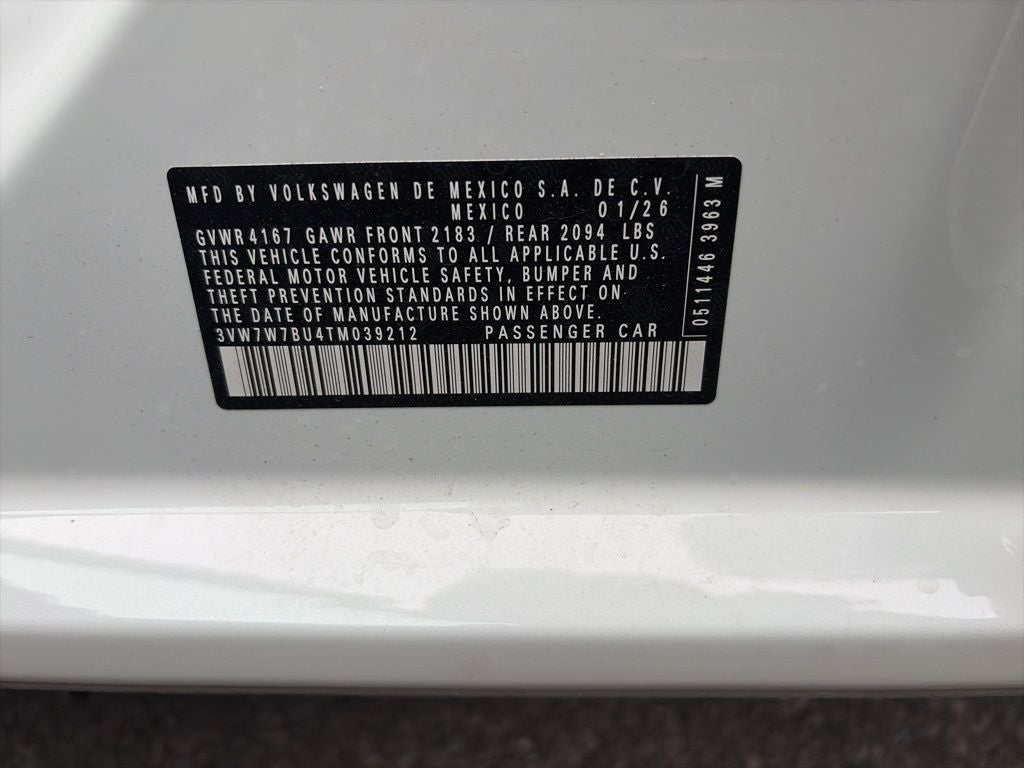 MFD BY VOLKSWAGEN DE MEXICO S.A. DE C.V.
MEXICO 01/26
GVWR 4167 GAWR FRONT 2183 / REAR 2094 LBS
THIS VEHICLE CONFORMS TO ALL APPLICABLE U.S.
FEDERAL MOTOR VEHICLE SAFETY, BUMPER AND
THEFT PREVENTION STANDARDS IN EFFECT ON
THE DATE OF MANUFACTURE SHOWN ABOVE.
3VW7W7BU4TM039212 PASSENGER CAR
0511446 3963 M